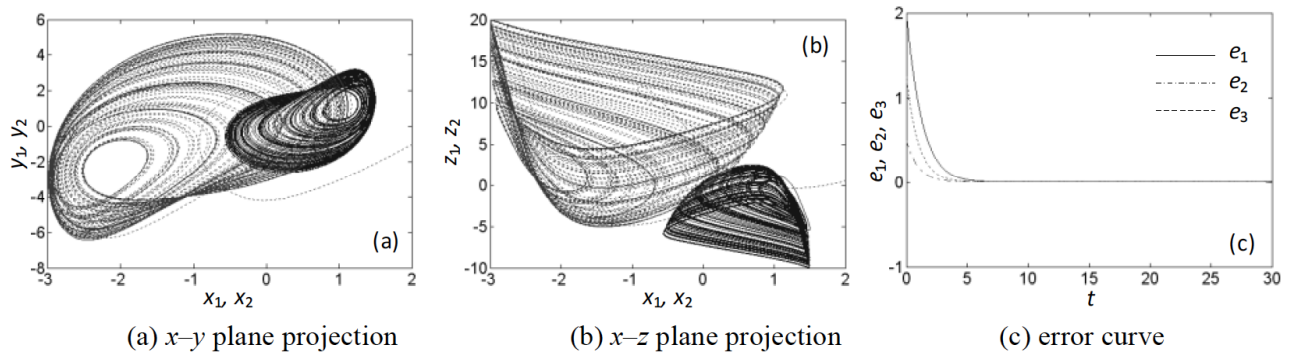 6
4
2
0
-2
-4
-6
-8
y₁, y₂
-3 -2 -1 0 1 2
x₁, x₂
(a)
20
15
10
5
0
-5
-10
z₁, z₂
-3 -2 -1 0 1 2
x₁, x₂
(b)
2
1
0
-1
e₁, e₂, e₃
0 5 10 15 20 25 30
t
e₁
e₂
e₃
(c)
(a) x–y plane projection
(b) x–z plane projection
(c) error curve